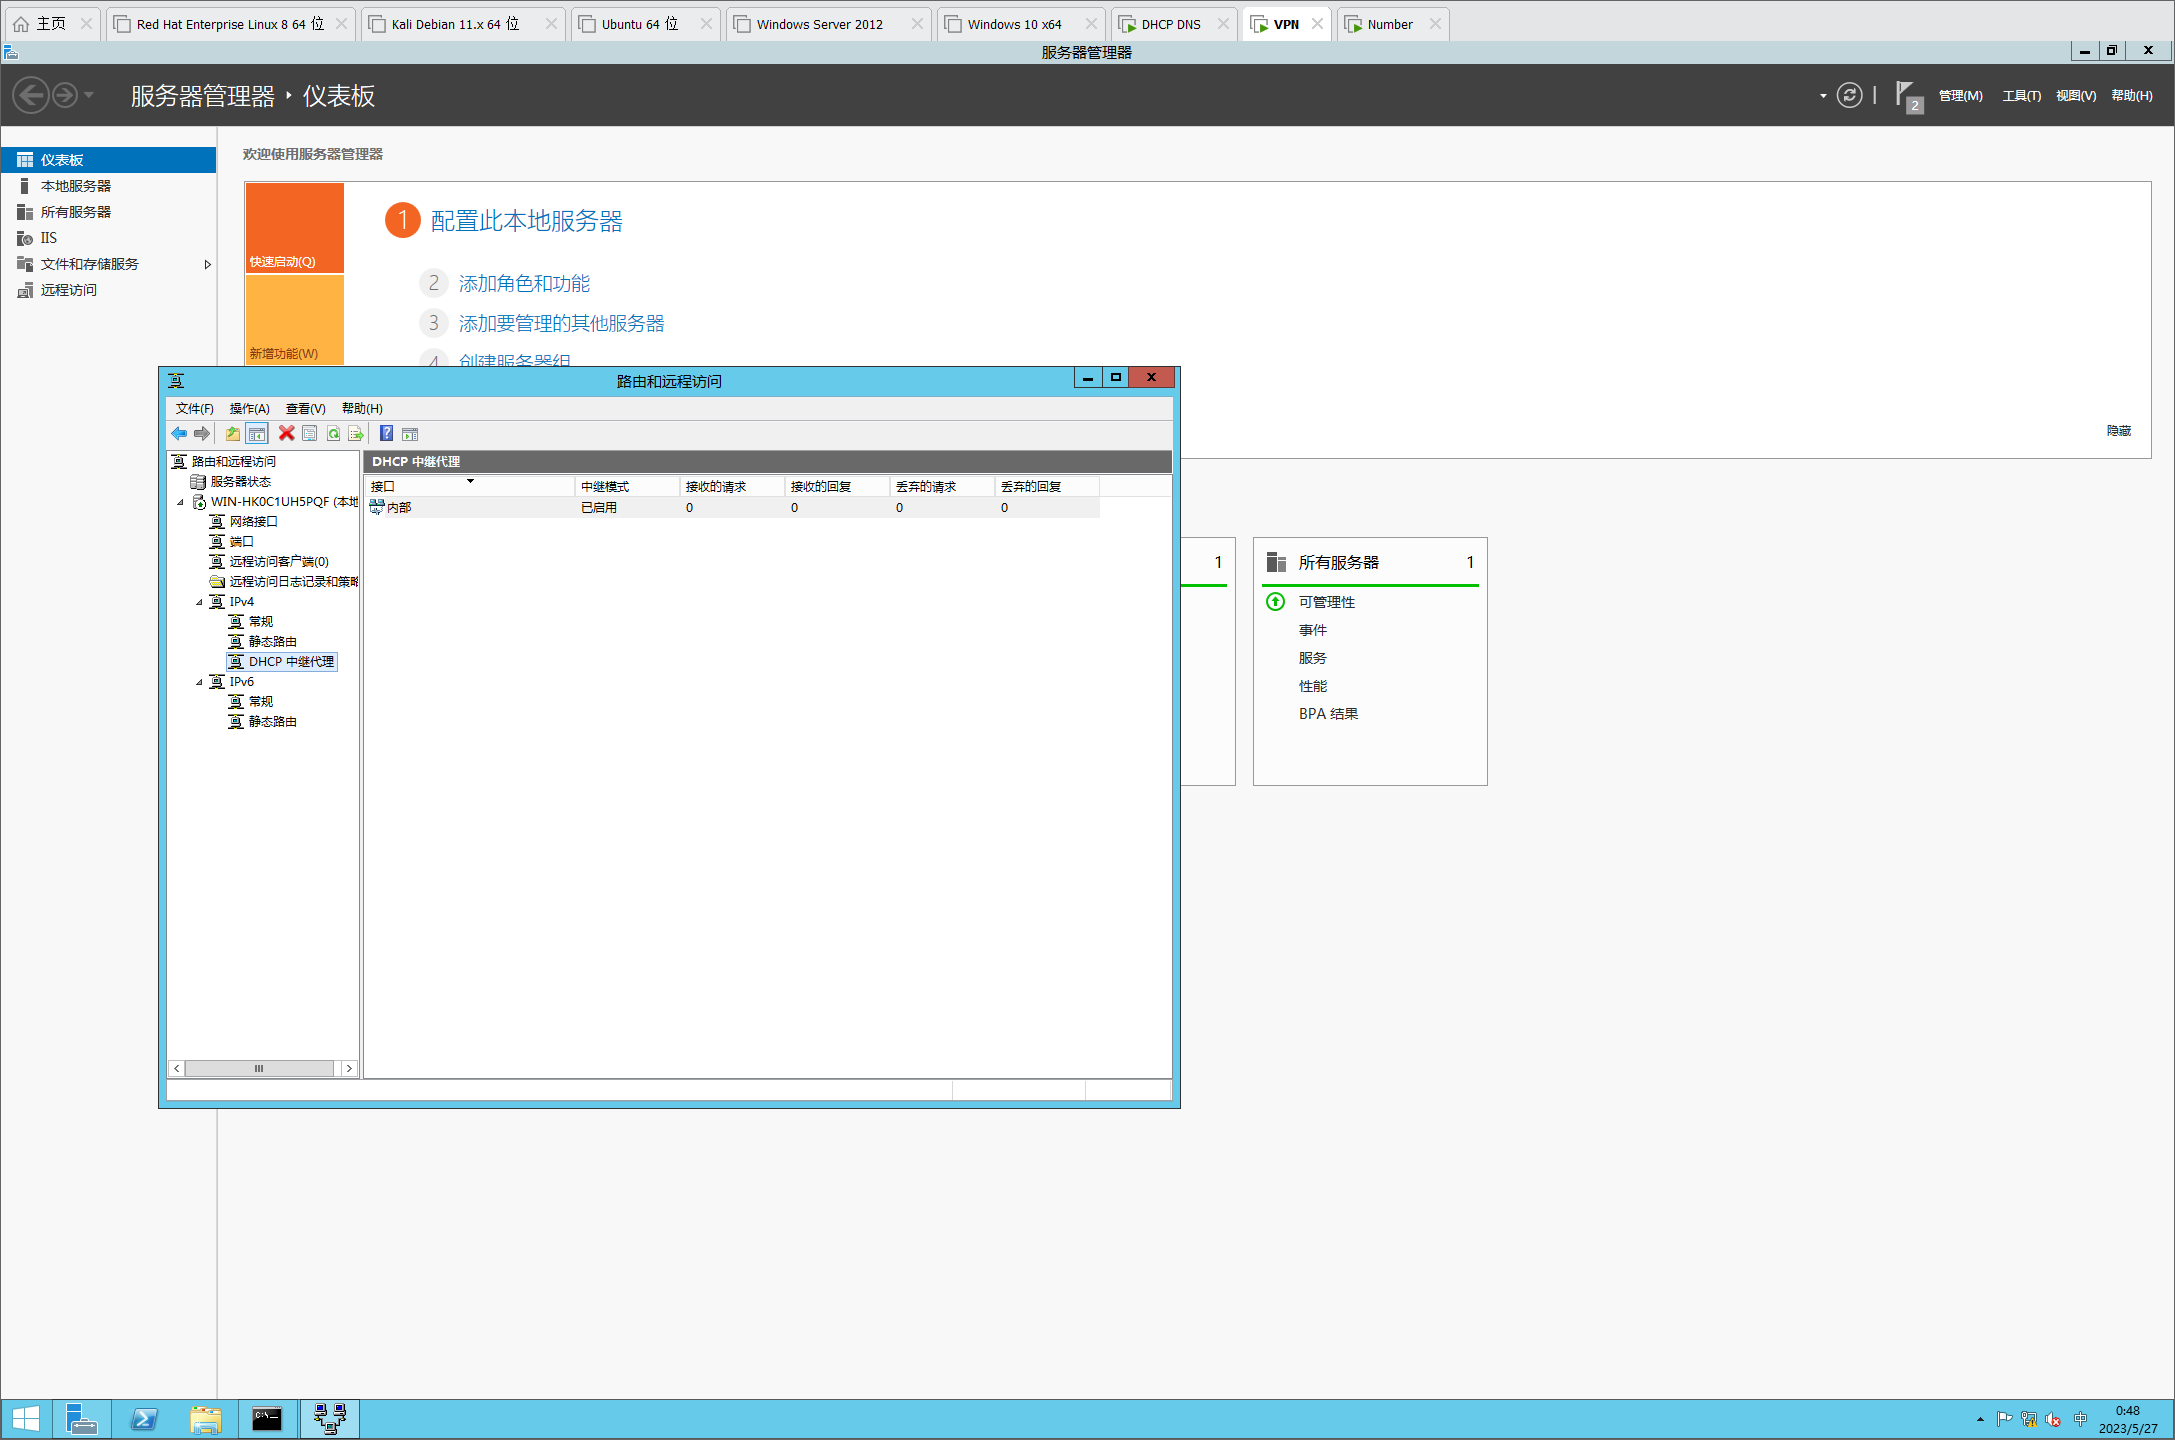 主页
Red Hat Enterprise Linux 8 64 位
Kali Debian 11.x 64 位
Ubuntu 64 位
Windows Server 2012
Windows 10 x64
DHCP DNS
VPN
Number
服务器管理器
服务器管理器 · 仪表板
2
管理(M)
工具(T)
视图(V)
帮助(H)
仪表板
本地服务器
所有服务器
IIS
文件和存储服务
远程访问
欢迎使用服务器管理器
快速启动(Q)
新增功能(W)
1 配置此本地服务器
2 添加角色和功能
3 添加要管理的其他服务器
4 创建服务器组
隐藏
路由和远程访问
文件(F) 操作(A) 查看(V) 帮助(H)
路由和远程访问
服务器状态
WIN-HK0C1UH5PQF (本地
网络接口
端口
远程访问客户端(0)
远程访问日志记录和策略
IPv4
常规
静态路由
DHCP 中继代理
IPv6
常规
静态路由
DHCP 中继代理
接口 中继模式 接收的请求 接收的回复 丢弃的请求 丢弃的回复
内部 已启用 0 0 0 0
1
所有服务器 1
可管理性
事件
服务
性能
BPA 结果
中
0:48
2023/5/27